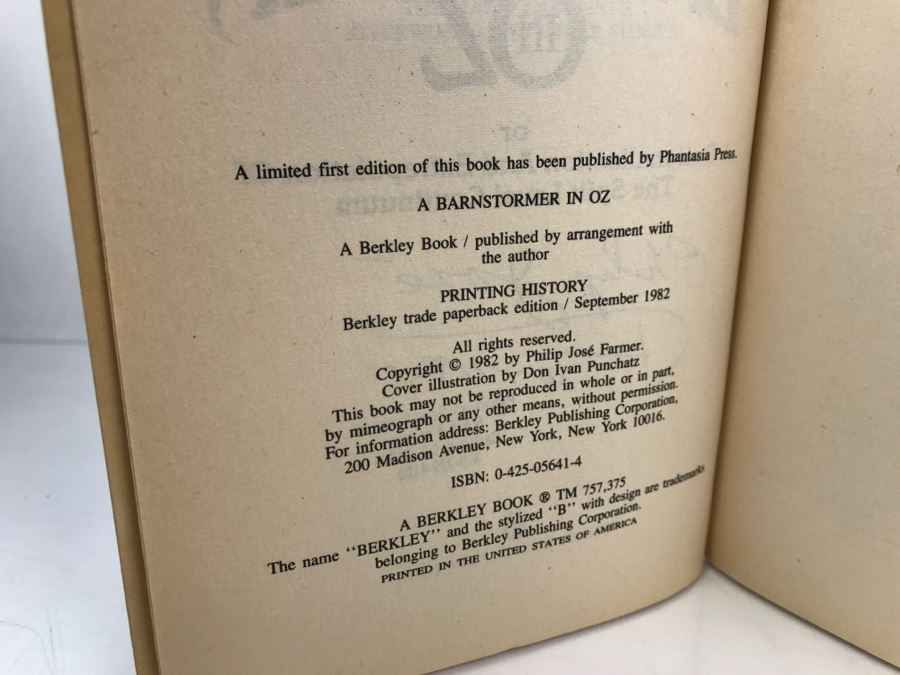 A limited first edition of this book has been published by Phantasia Press.
A BARNSTORMER IN OZ
A Berkley Book / published by arrangement with
the author
PRINTING HISTORY
Berkley trade paperback edition / September 1982
All rights reserved.
Copyright © 1982 by Philip José Farmer.
Cover illustration by Don Ivan Punchatz
This book may not be reproduced in whole or in part,
by mimeograph or any other means, without permission.
For information address: Berkley Publishing Corporation,
200 Madison Avenue, New York, New York 10016.
ISBN: 0-425-05641-4
A BERKLEY BOOK ® TM 757,375
The name "BERKLEY" and the stylized "B" with design are trademarks
belonging to Berkley Publishing Corporation.
PRINTED IN THE UNITED STATES OF AMERICA